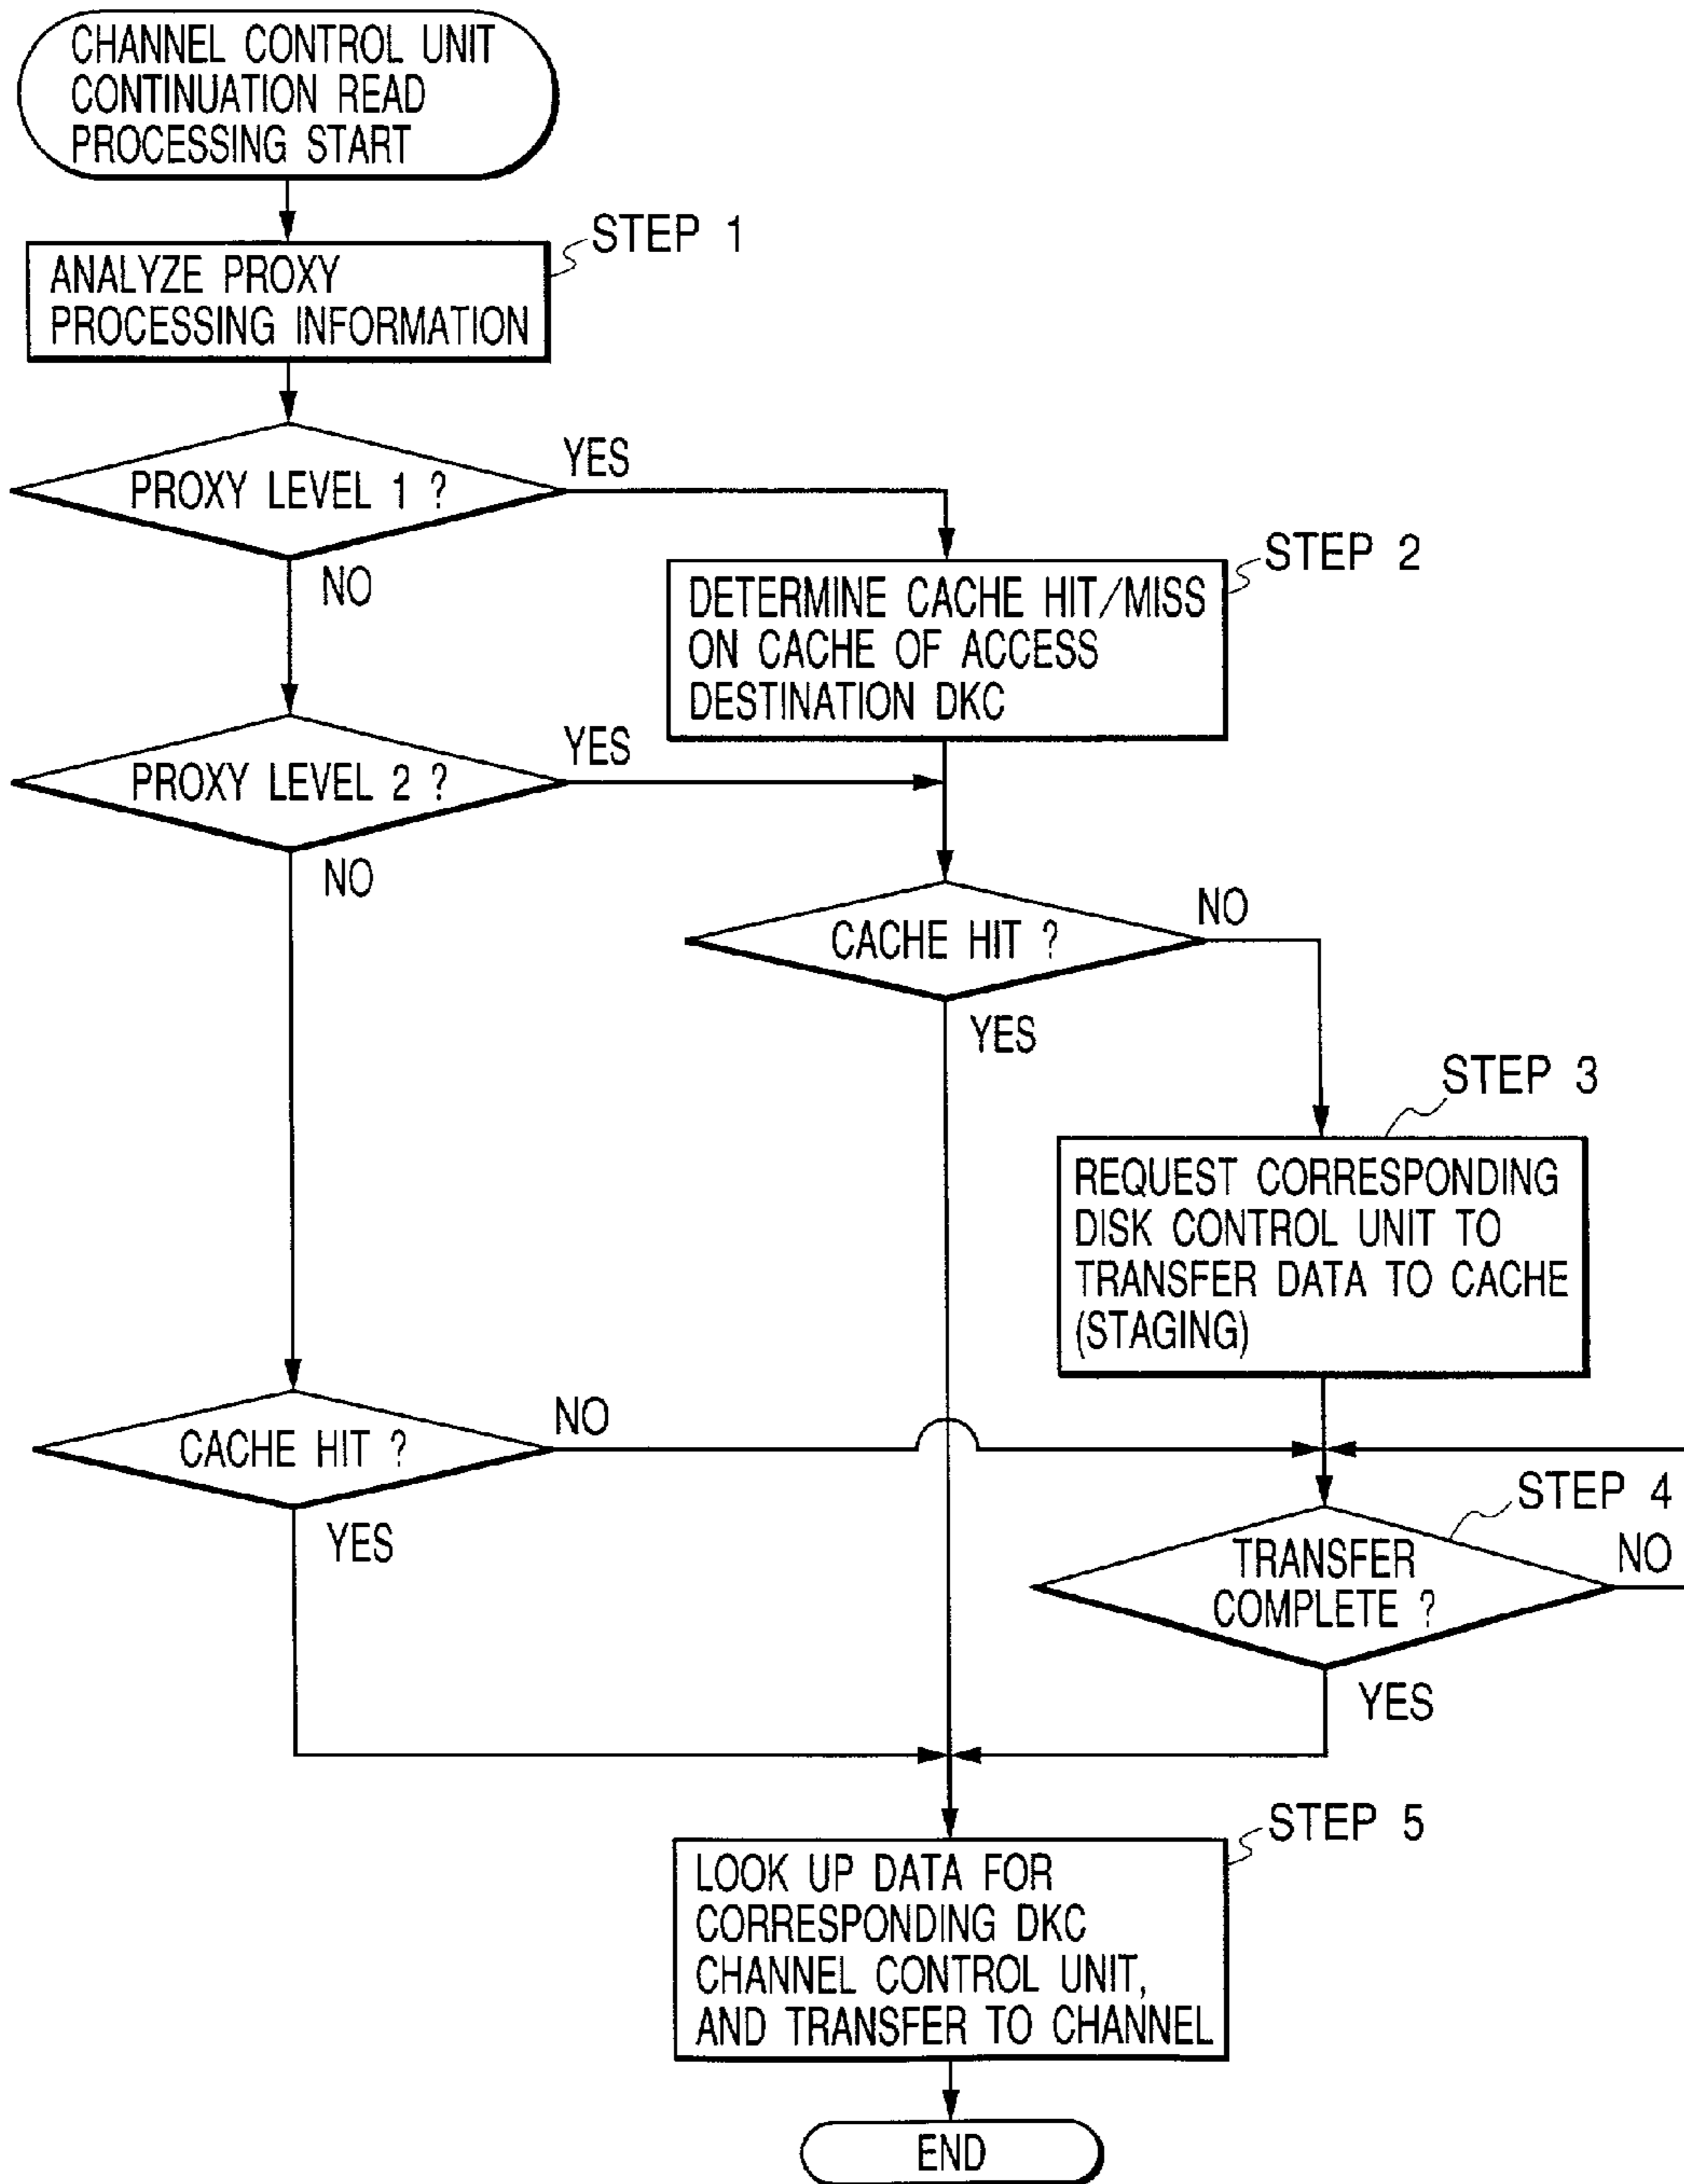 CHANNEL CONTROL UNIT
CONTINUATION READ
PROCESSING START
STEP 1
ANALYZE PROXY
PROCESSING INFORMATION
PROXY LEVEL 1 ?
YES
NO
STEP 2
DETERMINE CACHE HIT/MISS
ON CACHE OF ACCESS
DESTINATION DKC
PROXY LEVEL 2 ?
YES
NO
CACHE HIT ?
NO
YES
STEP 3
REQUEST CORRESPONDING
DISK CONTROL UNIT TO
TRANSFER DATA TO CACHE
(STAGING)
CACHE HIT ?
NO
YES
STEP 4
TRANSFER
COMPLETE ?
NO
YES
STEP 5
LOOK UP DATA FOR
CORRESPONDING DKC
CHANNEL CONTROL UNIT,
AND TRANSFER TO CHANNEL
END